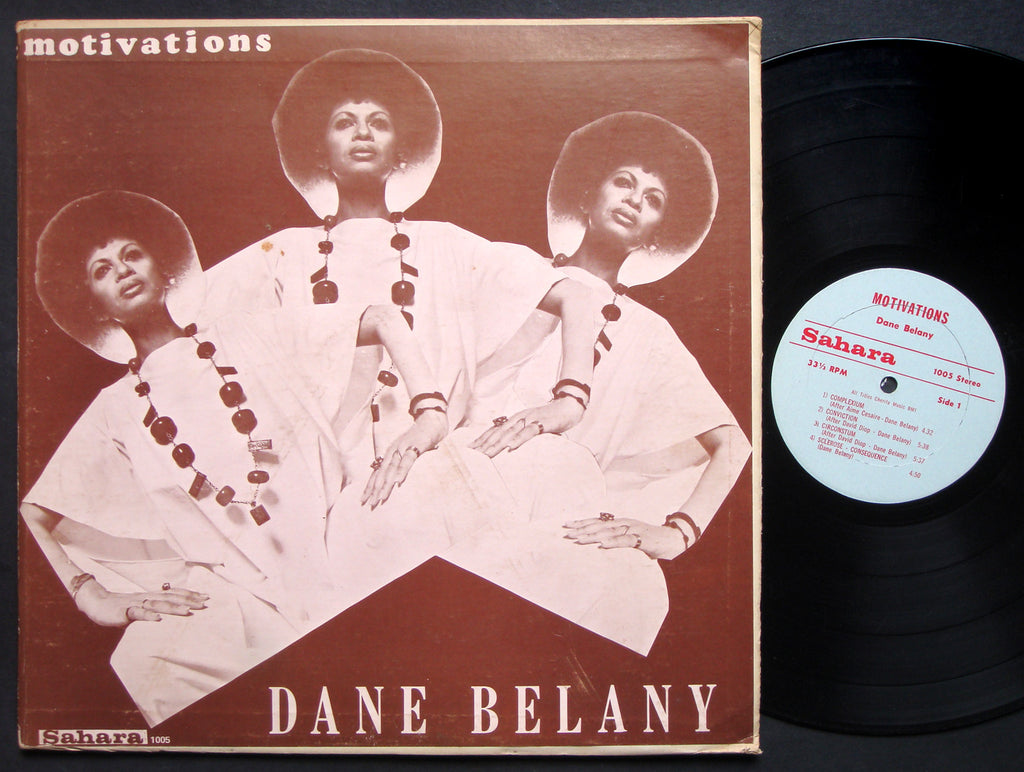 motivations
DANE BELANY
Sahara 1005
MOTIVATIONS
Dane Belany
Sahara
33⅓ RPM
1005 Stereo
Side 1
All Titles Cherita Music BMI
1) COMPLEXIUM
(After Aime Cesaire - Dane Belany) 4.32
2) CONVICTION
(After David Diop - Dane Belany) 5:38
3) CIRCONSTUM
(After David Diop - Dane Belany) 5:37
4) SCLEROSE - CONSEQUENCE
(Dane Belany) 4:50